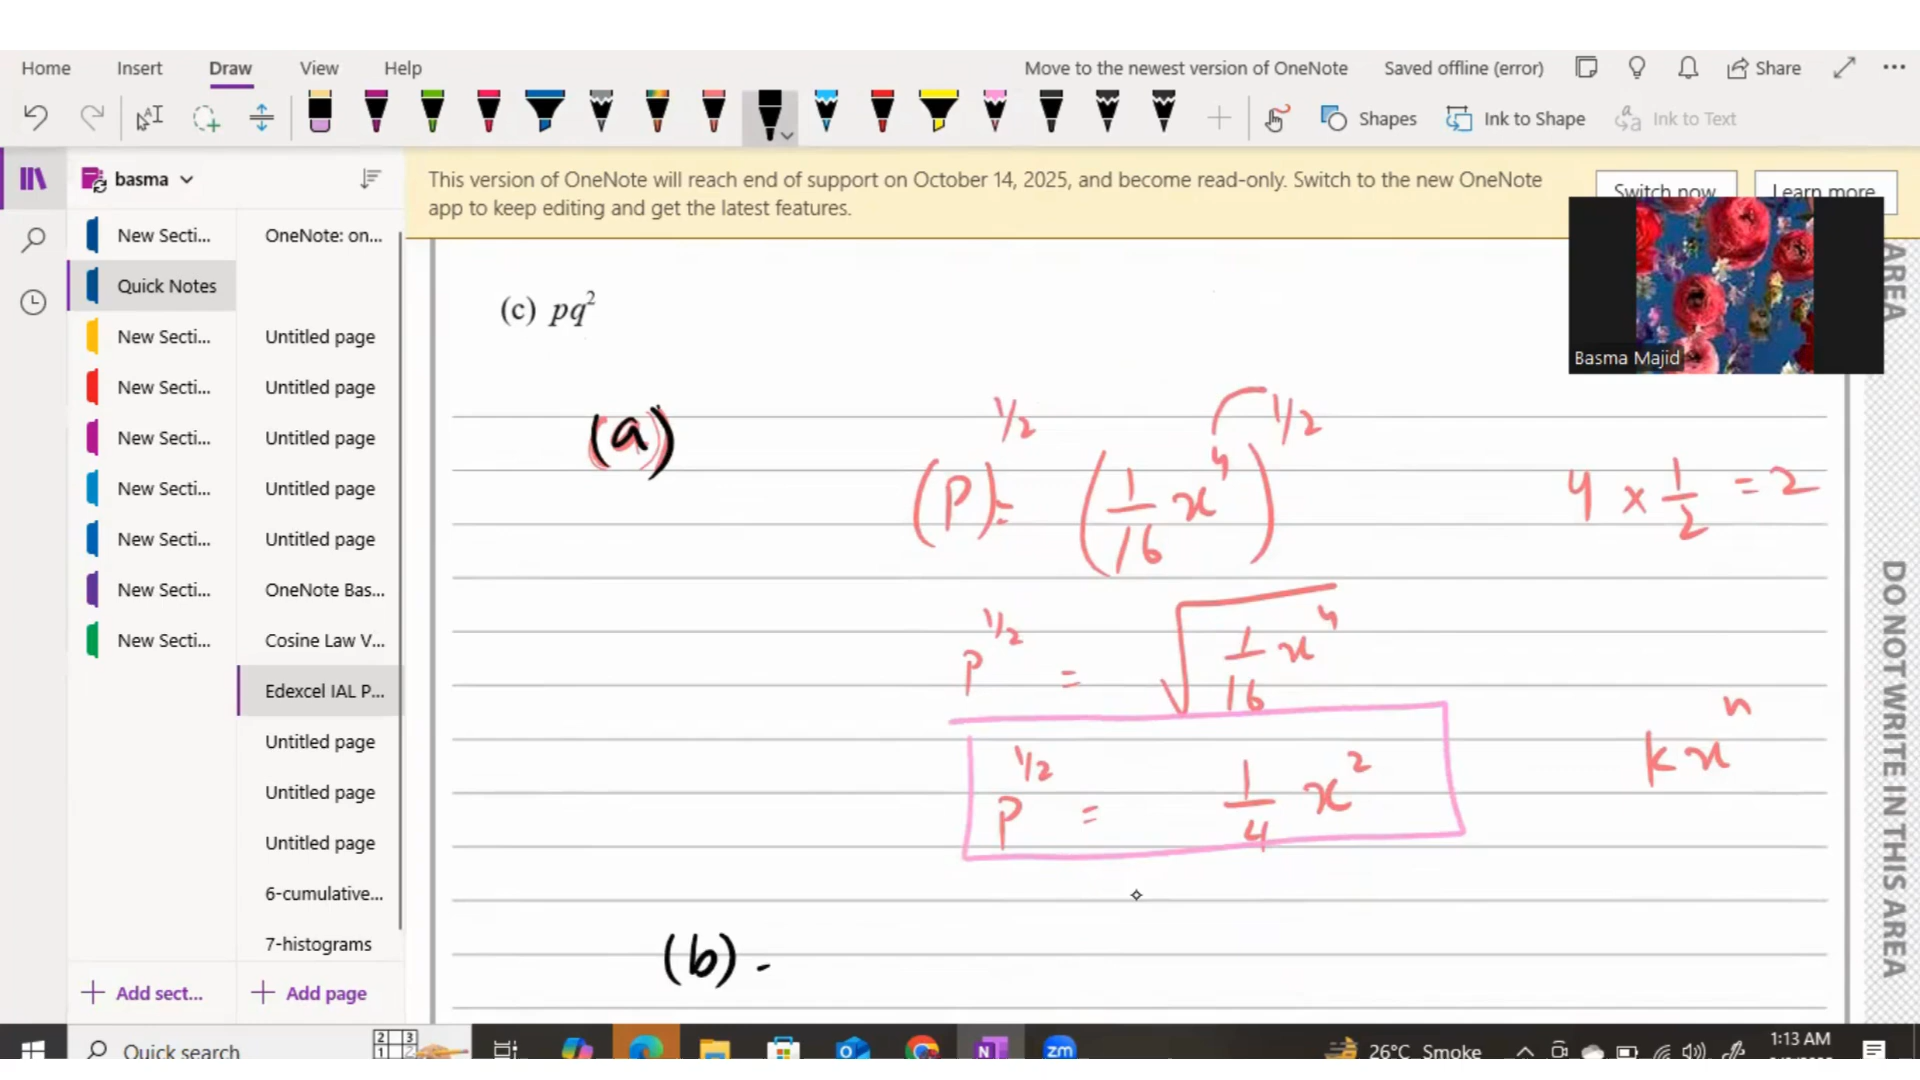 Home Insert Draw View Help Move to the newest version of OneNote Saved offline (error) Share
Shapes Ink to Shape Ink to Text
basma
This version of OneNote will reach end of support on October 14, 2025, and become read-only. Switch to the new OneNote
app to keep editing and get the latest features.
Switch now Learn more
New Secti...
Quick Notes
New Secti...
New Secti...
New Secti...
New Secti...
New Secti...
New Secti...
New Secti...
OneNote: on...
Untitled page
Untitled page
Untitled page
Untitled page
Untitled page
OneNote Bas...
Cosine Law V...
Edexcel IAL P...
Untitled page
Untitled page
Untitled page
6-cumulative...
7-histograms
+ Add sect... + Add page
Basma Majid
AREA
DO NOT WRITE IN THIS AREA
(c) pq²
(a)
(P)^1/2 = (1/16 x⁴)^1/2
4 × 1/2 = 2
P^1/2 = √(1/16 x⁴)
kx^n
P^1/2 = 1/4 x²
(b) -
Quick search
2 3
1
zm
26°C Smoke
1:13 AM